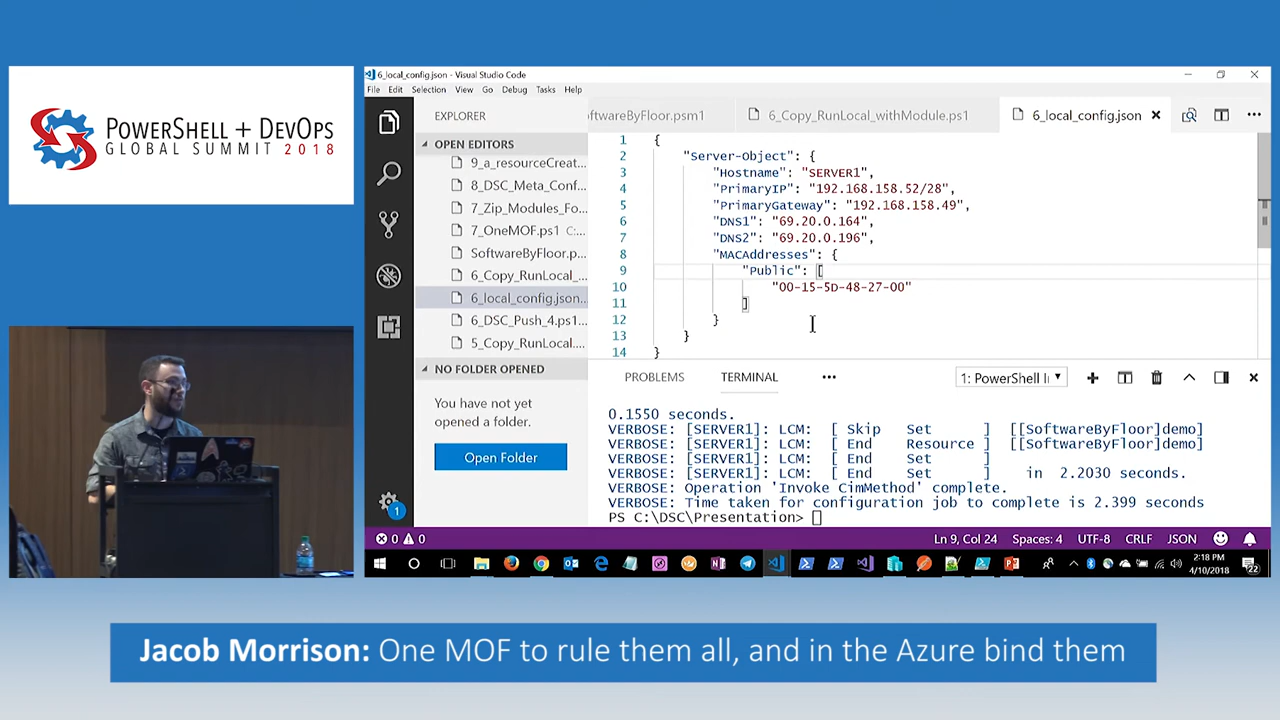 POWERSHELL + DEVOPS
GLOBAL SUMMIT 2018
6_local_config.json - Visual Studio Code
File Edit Selection View Go Debug Tasks Help
EXPLORER
OPEN EDITORS
9_a_resourceCreat...
8_DSC_Meta_Conf...
7_Zip_Modules_Fo...
7_OneMOF.ps1 C:...
SoftwareByFloor.p...
6_Copy_RunLocal_...
6_local_config.json...
6_DSC_Push_4.ps1...
5_Copy_RunLocal....
NO FOLDER OPENED
You have not yet
opened a folder.
Open Folder
1
oftwareByFloor.psm1 6_Copy_RunLocal_withModule.ps1 6_local_config.json
1 {
2 "Server-Object": {
3 "Hostname": "SERVER1",
4 "PrimaryIP": "192.168.158.52/28",
5 "PrimaryGateway": "192.168.158.49",
6 "DNS1": "69.20.0.164",
7 "DNS2": "69.20.0.196",
8 "MACAddresses": {
9 "Public": [
10 "00-15-5D-48-27-00"
11 ]
12 }
13 }
14 }
PROBLEMS TERMINAL ••• 1: PowerShell I
0.1550 seconds.
VERBOSE: [SERVER1]: LCM: [ Skip Set ] [[SoftwareByFloor]demo]
VERBOSE: [SERVER1]: LCM: [ End Resource ] [[SoftwareByFloor]demo]
VERBOSE: [SERVER1]: LCM: [ End Set ]
VERBOSE: [SERVER1]: LCM: [ End Set ] in 2.2030 seconds.
VERBOSE: Operation 'Invoke CimMethod' complete.
VERBOSE: Time taken for configuration job to complete is 2.399 seconds
PS C:\DSC\Presentation>
0 0 Ln 9, Col 24 Spaces: 4 UTF-8 CRLF JSON
2:18 PM
4/10/2018
22
Jacob Morrison: One MOF to rule them all, and in the Azure bind them